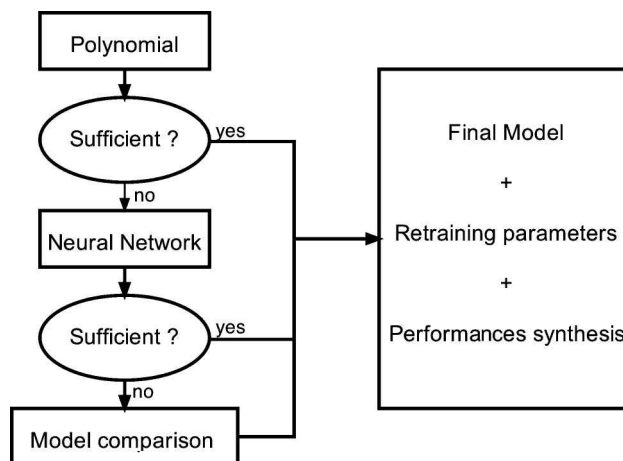 Polynomial
Sufficient ?
yes
no
Neural Network
Sufficient ?
yes
no
Model comparison
Final Model
+
Retraining parameters
+
Performances synthesis